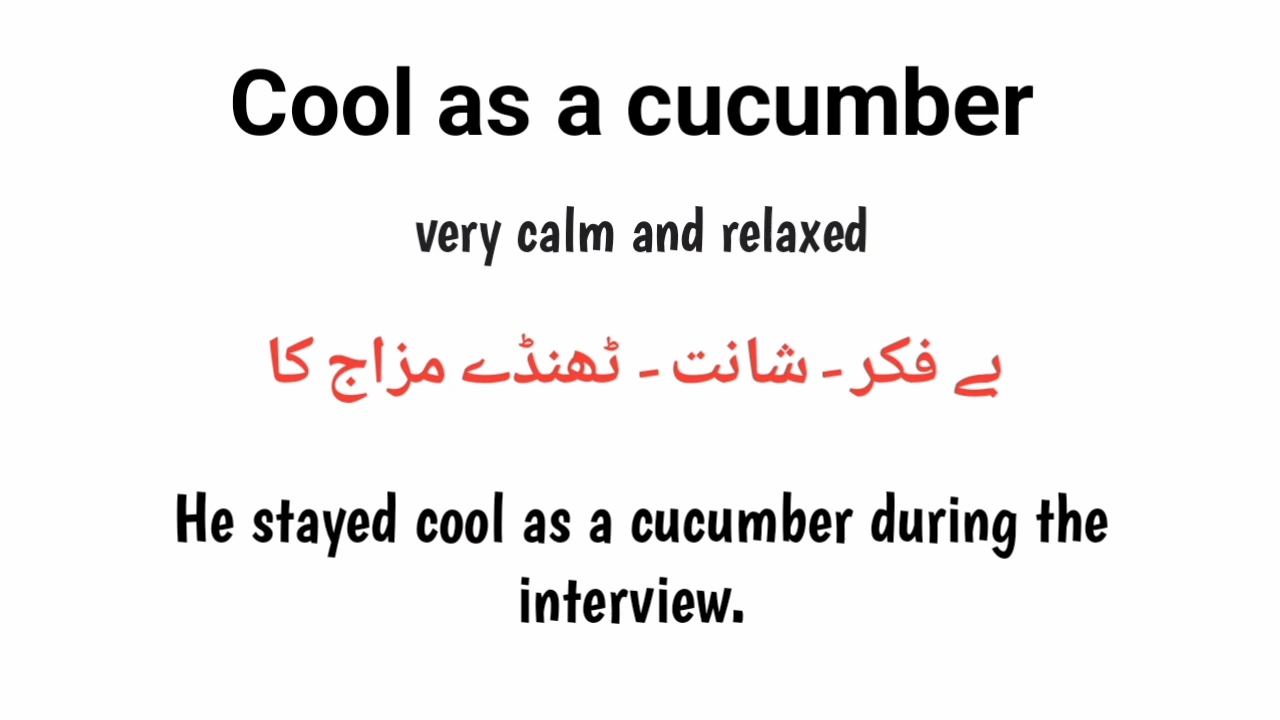 Cool as a cucumber
very calm and relaxed
بے فکر۔ شانت ۔ ٹھنڈے مزاج کا
He stayed cool as a cucumber during the
interview.